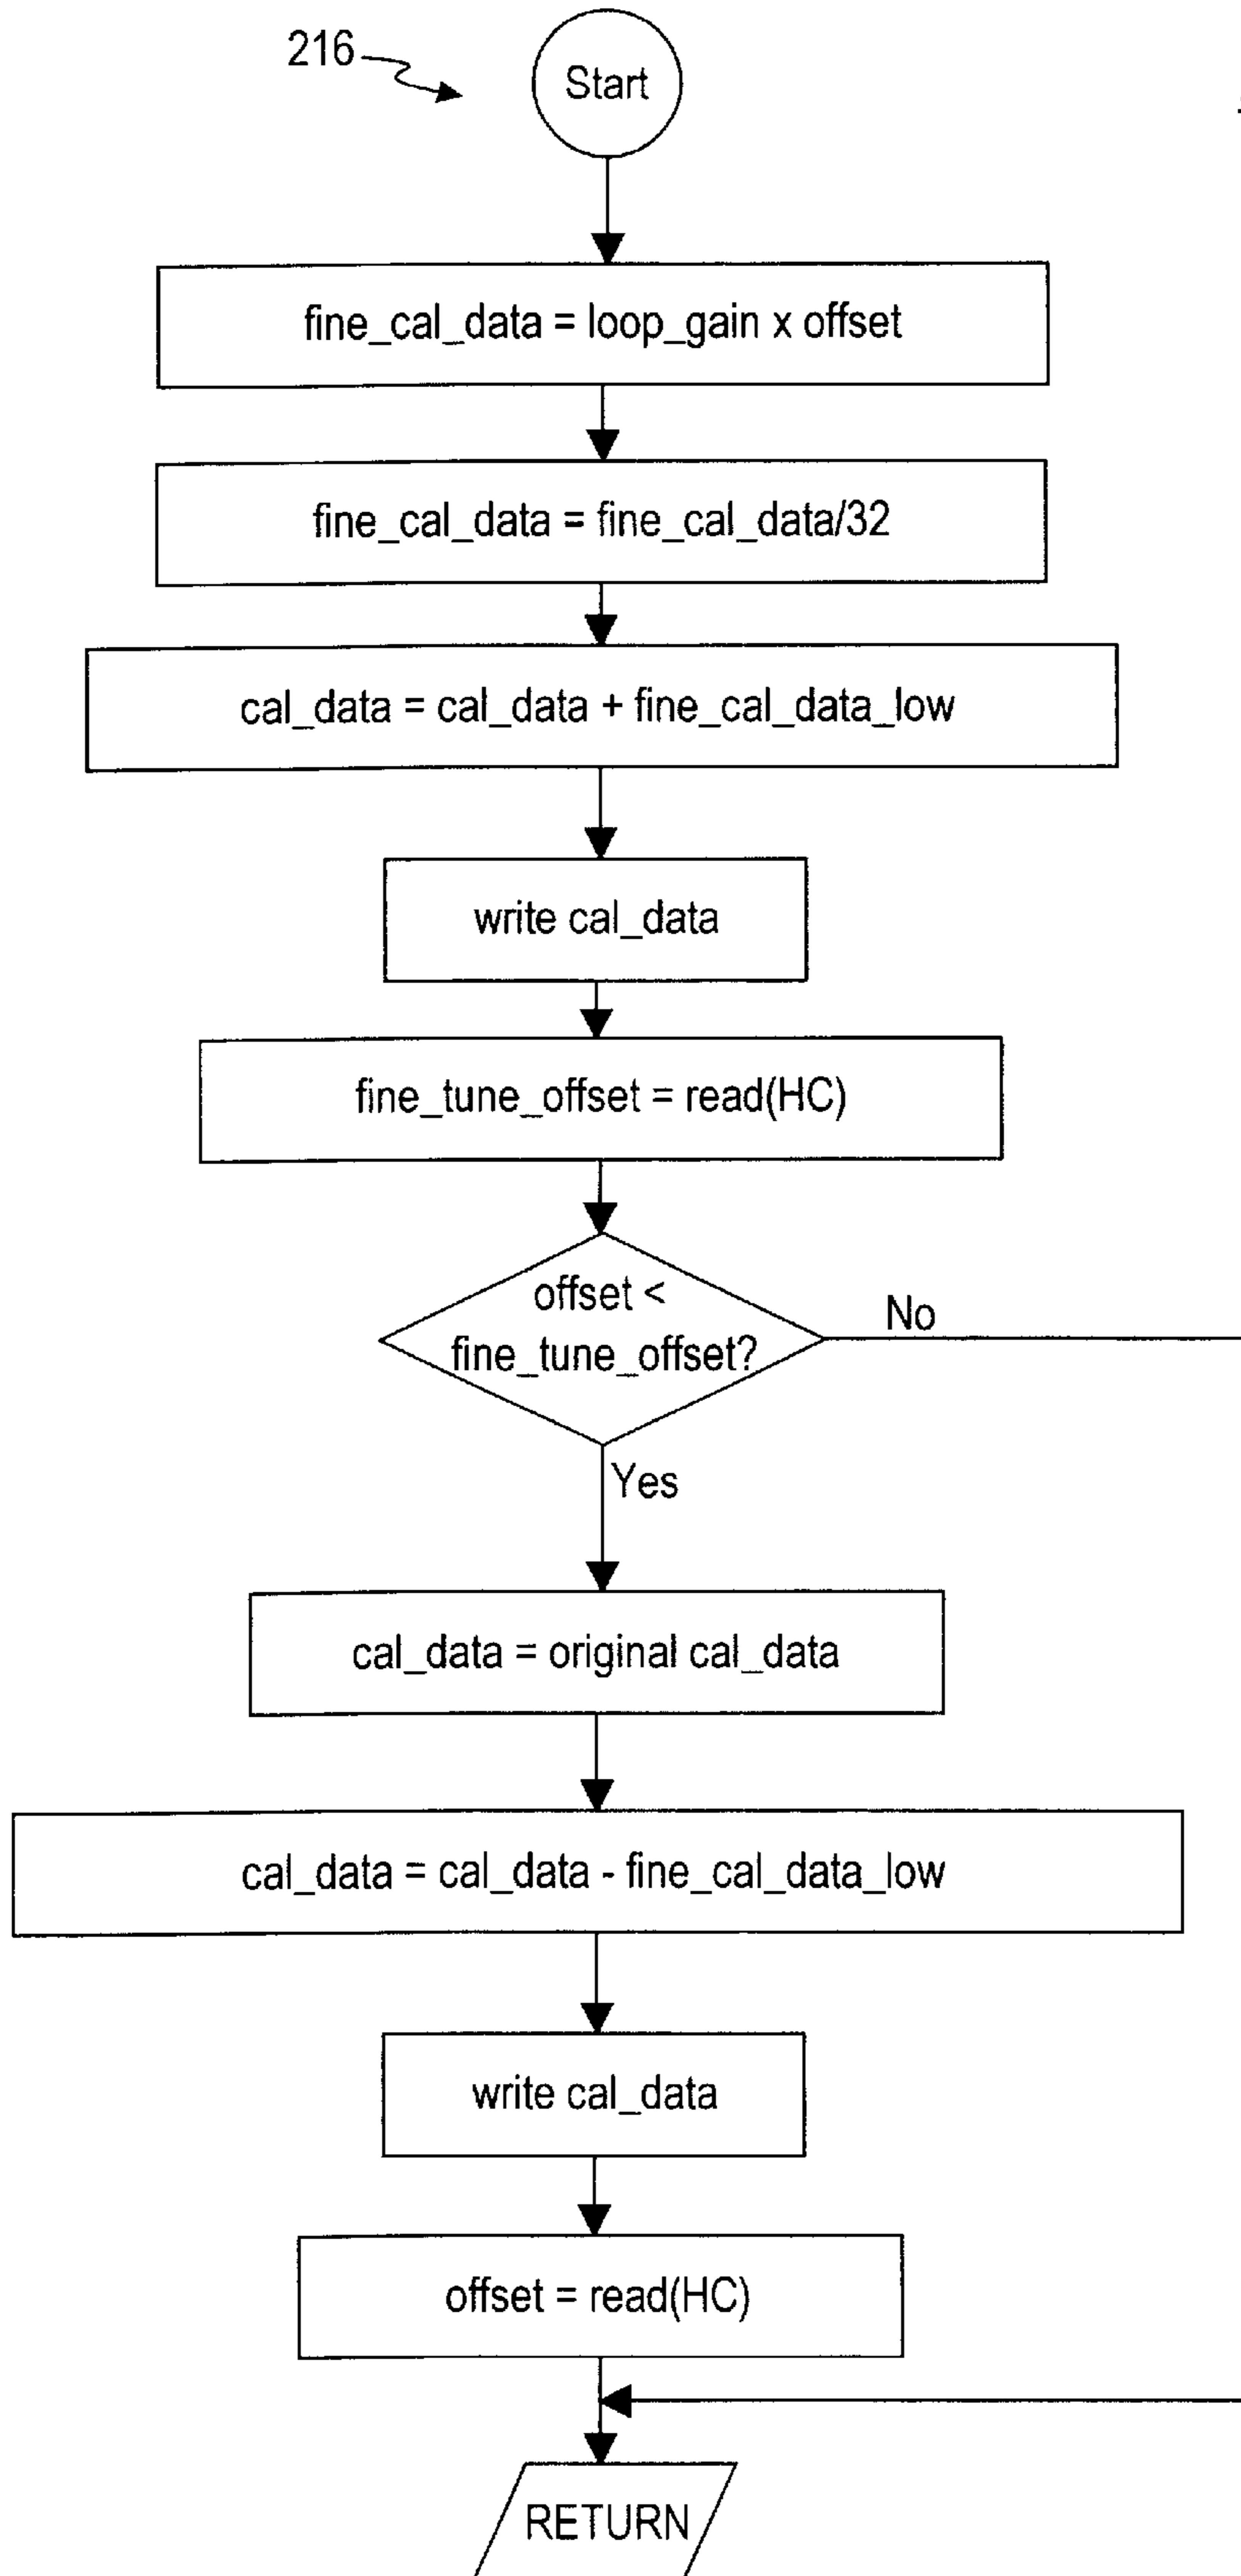 216
Start
fine_cal_data = loop_gain x offset
fine_cal_data = fine_cal_data/32
cal_data = cal_data + fine_cal_data_low
write cal_data
fine_tune_offset = read(HC)
offset <
fine_tune_offset?
No
Yes
cal_data = original cal_data
cal_data = cal_data - fine_cal_data_low
write cal_data
offset = read(HC)
RETURN